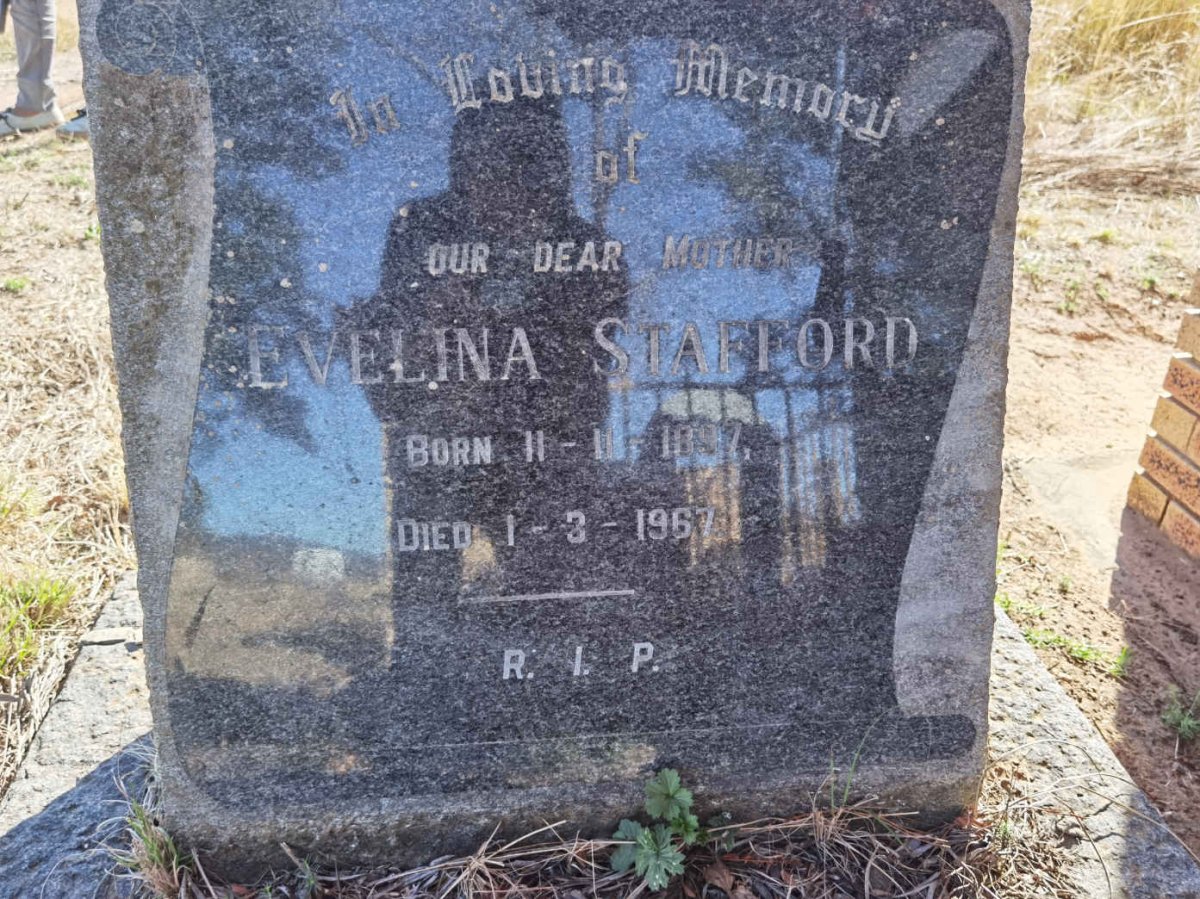 In Loving Memory
of
OUR DEAR MOTHER
EVELINA STAFFORD
BORN 11 - 11 - 1897.
DIED 1 - 3 - 1967.
R. I. P.